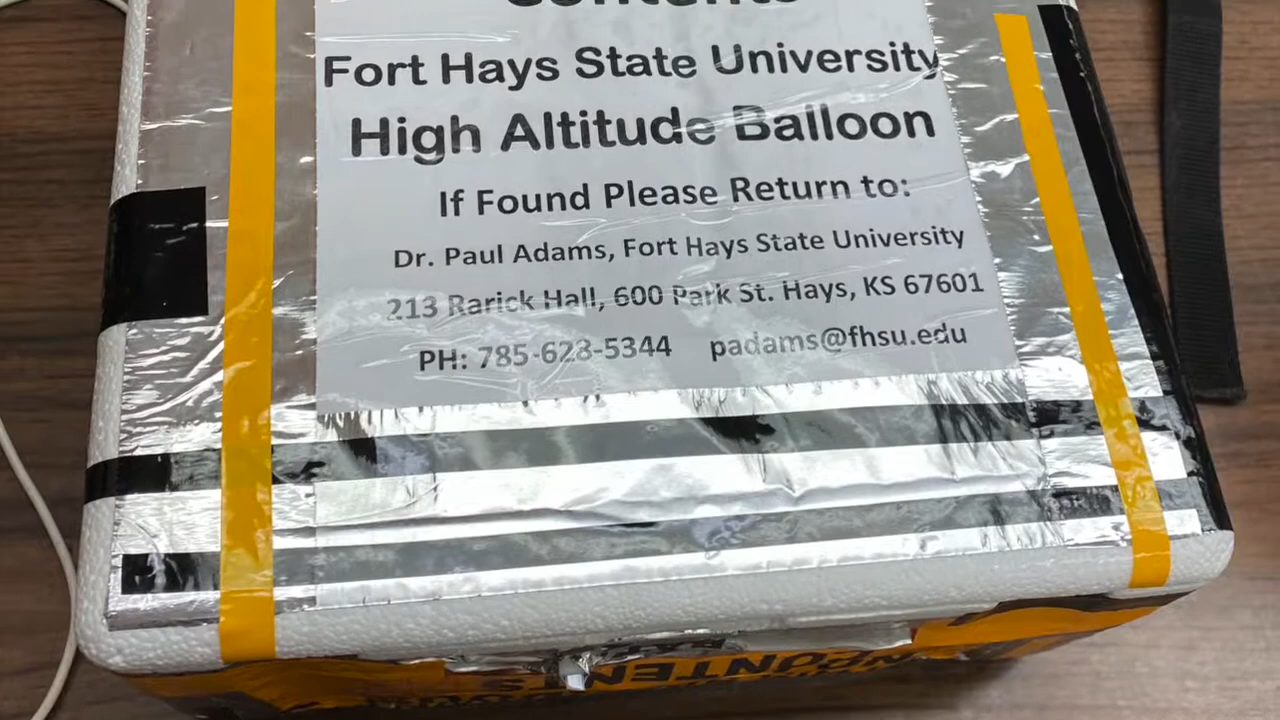 Contents
Fort Hays State University
High Altitude Balloon
If Found Please Return to:
Dr. Paul Adams, Fort Hays State University
213 Rarick Hall, 600 Park St. Hays, KS 67601
PH: 785-628-5344 padams@fhsu.edu